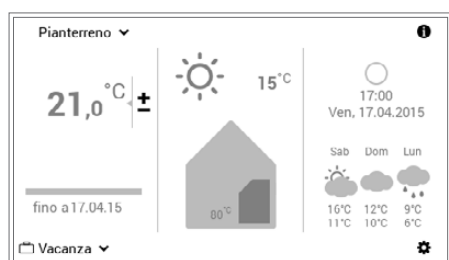 Pianterreno
21,0 °C ±
fino a 17.04.15
Vacanza
15°C
80°C
17:00
Ven, 17.04.2015
Sab Dom Lun
16°C 12°C 9°C
11°C 10°C 6°C